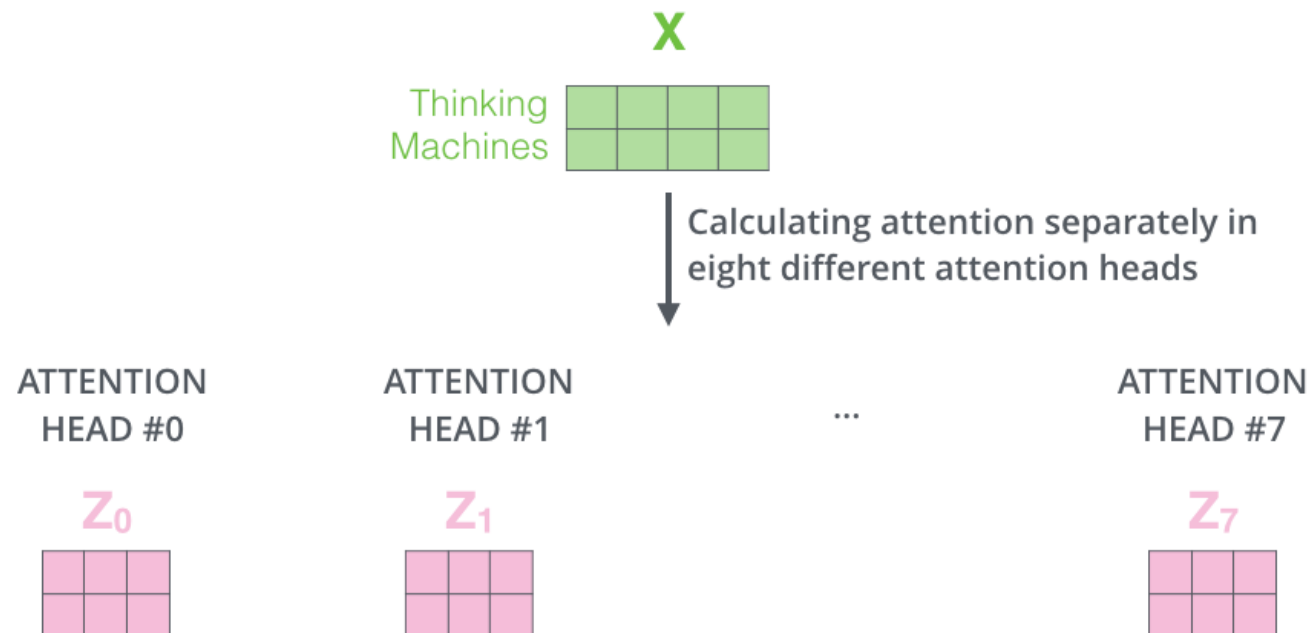 X
Thinking
Machines
Calculating attention separately in
eight different attention heads
ATTENTION
HEAD #0
ATTENTION
HEAD #1
...
ATTENTION
HEAD #7
Z0
Z1
Z7